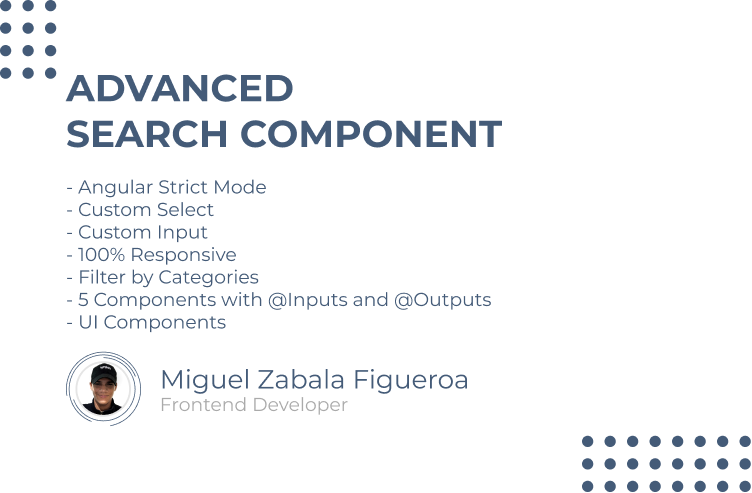 ADVANCED
SEARCH COMPONENT
- Angular Strict Mode
- Custom Select
- Custom Input
- 100% Responsive
- Filter by Categories
- 5 Components with @Inputs and @Outputs
- UI Components
Miguel Zabala Figueroa
Frontend Developer